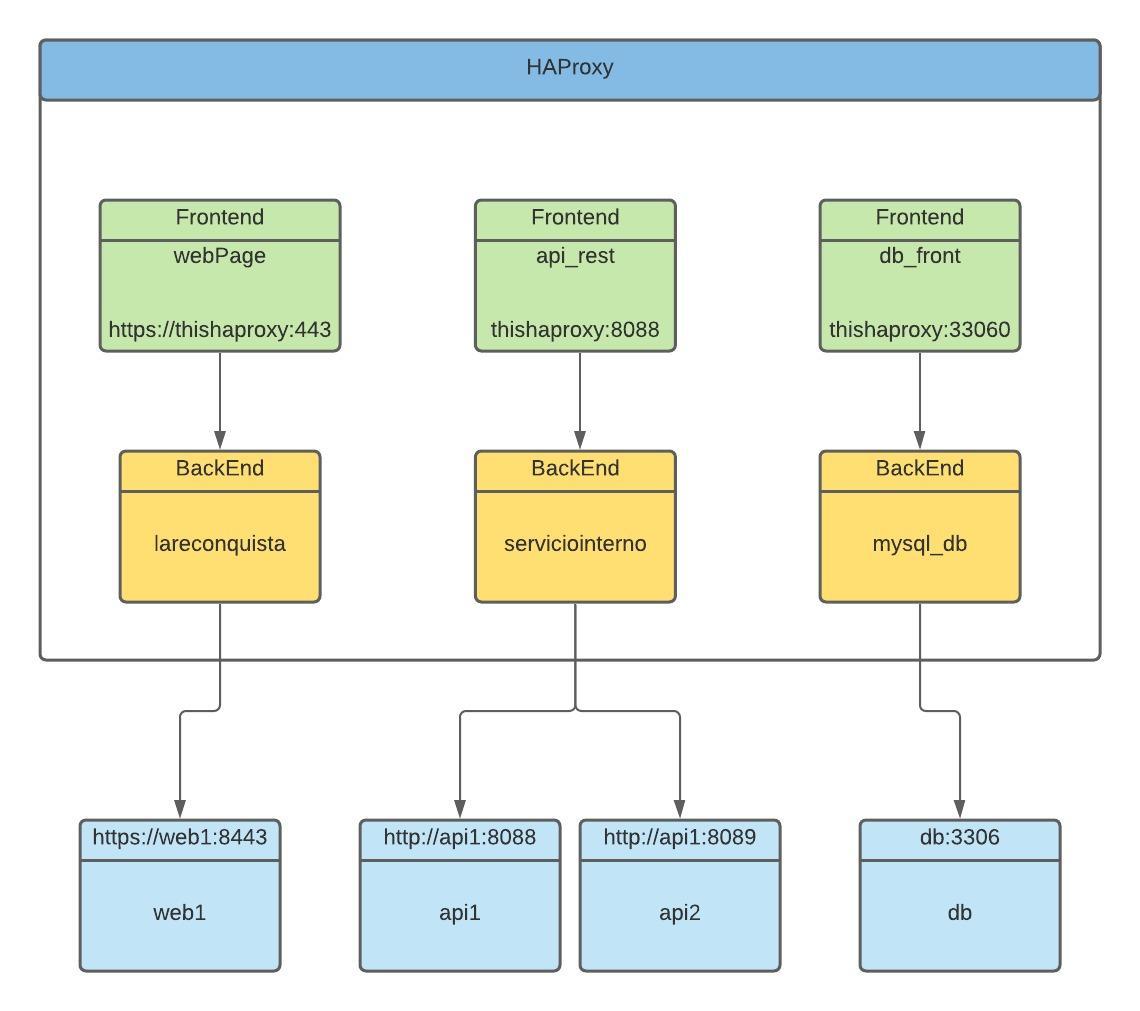 HAProxy
Frontend
webPage
https://thishaproxy:443
Frontend
api_rest
thishaproxy:8088
Frontend
db_front
thishaproxy:33060
BackEnd
lareconquista
BackEnd
serviciointerno
BackEnd
mysql_db
https://web1:8443
web1
http://api1:8088
api1
http://api1:8089
api2
db:3306
db